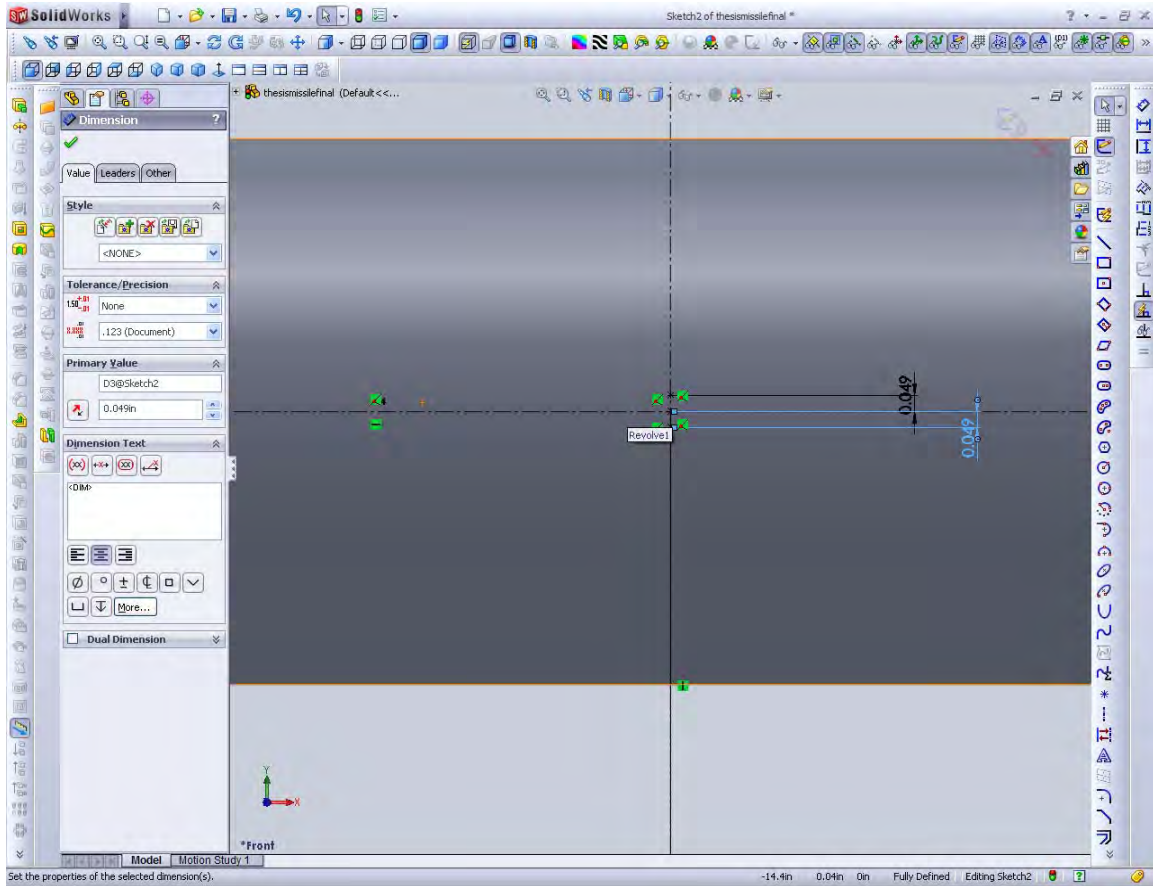 SolidWorks
Sketch2 of thesismissilefinal *
thesismissilefinal (Default<<...
Dimension
?
Value
Leaders
Other
Style
<NONE>
Tolerance/Precision
None
.123 (Document)
Primary Value
D3@Sketch2
0.049in
Dimension Text
<DIM>
More...
Dual Dimension
0.049
0.049
Revolve1
Y
X
*Front
Model
Motion Study 1
Set the properties of the selected dimension(s).
-14.4in
0.04in
0in
Fully Defined
Editing Sketch2